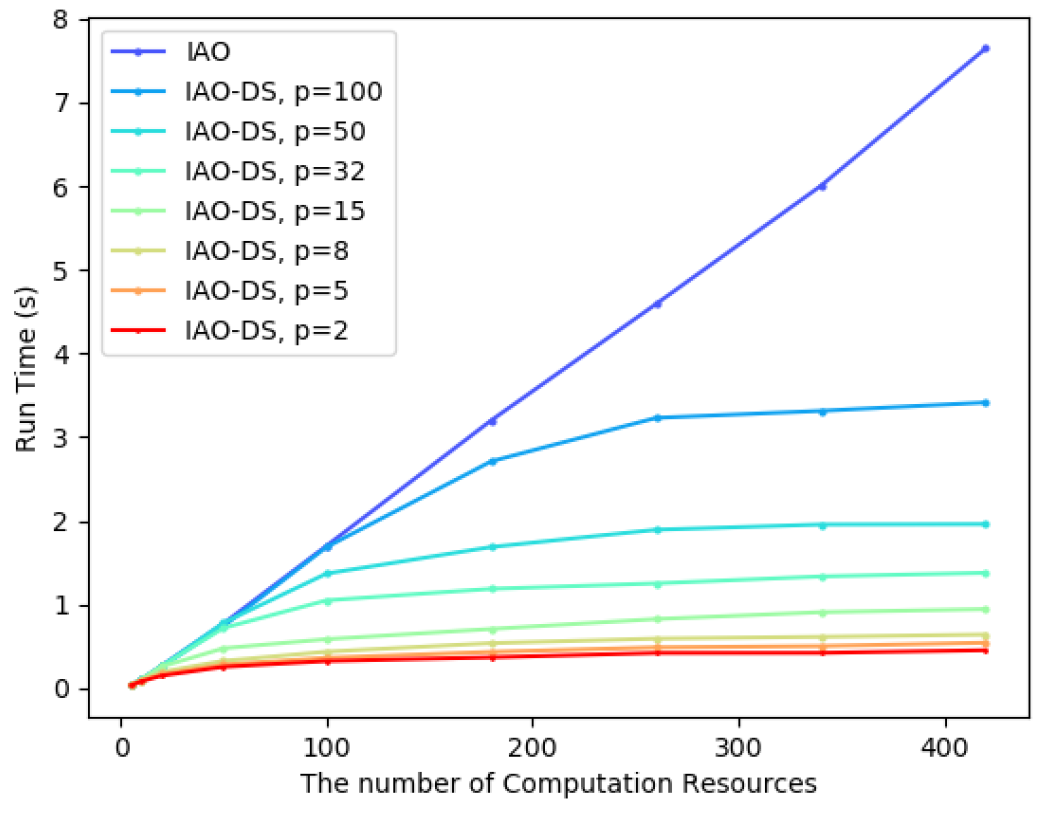 8
7
6
5
4
3
2
1
0
Run Time (s)
IAO
IAO-DS, p=100
IAO-DS, p=50
IAO-DS, p=32
IAO-DS, p=15
IAO-DS, p=8
IAO-DS, p=5
IAO-DS, p=2
0 100 200 300 400
The number of Computation Resources